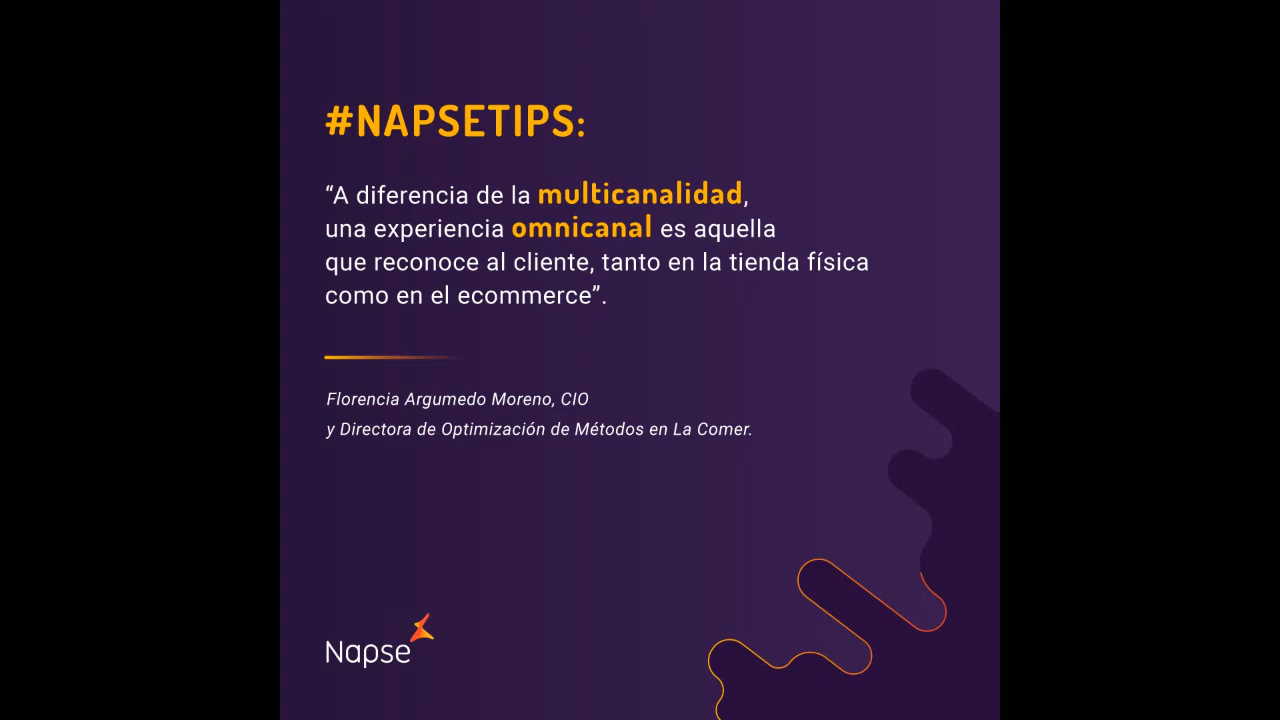 #NAPSETIPS:
“A diferencia de la multicanalidad,
una experiencia omnicanal es aquella
que reconoce al cliente, tanto en la tienda física
como en el ecommerce”.
Florencia Argumedo Moreno, CIO
y Directora de Optimización de Métodos en La Comer.
Napse